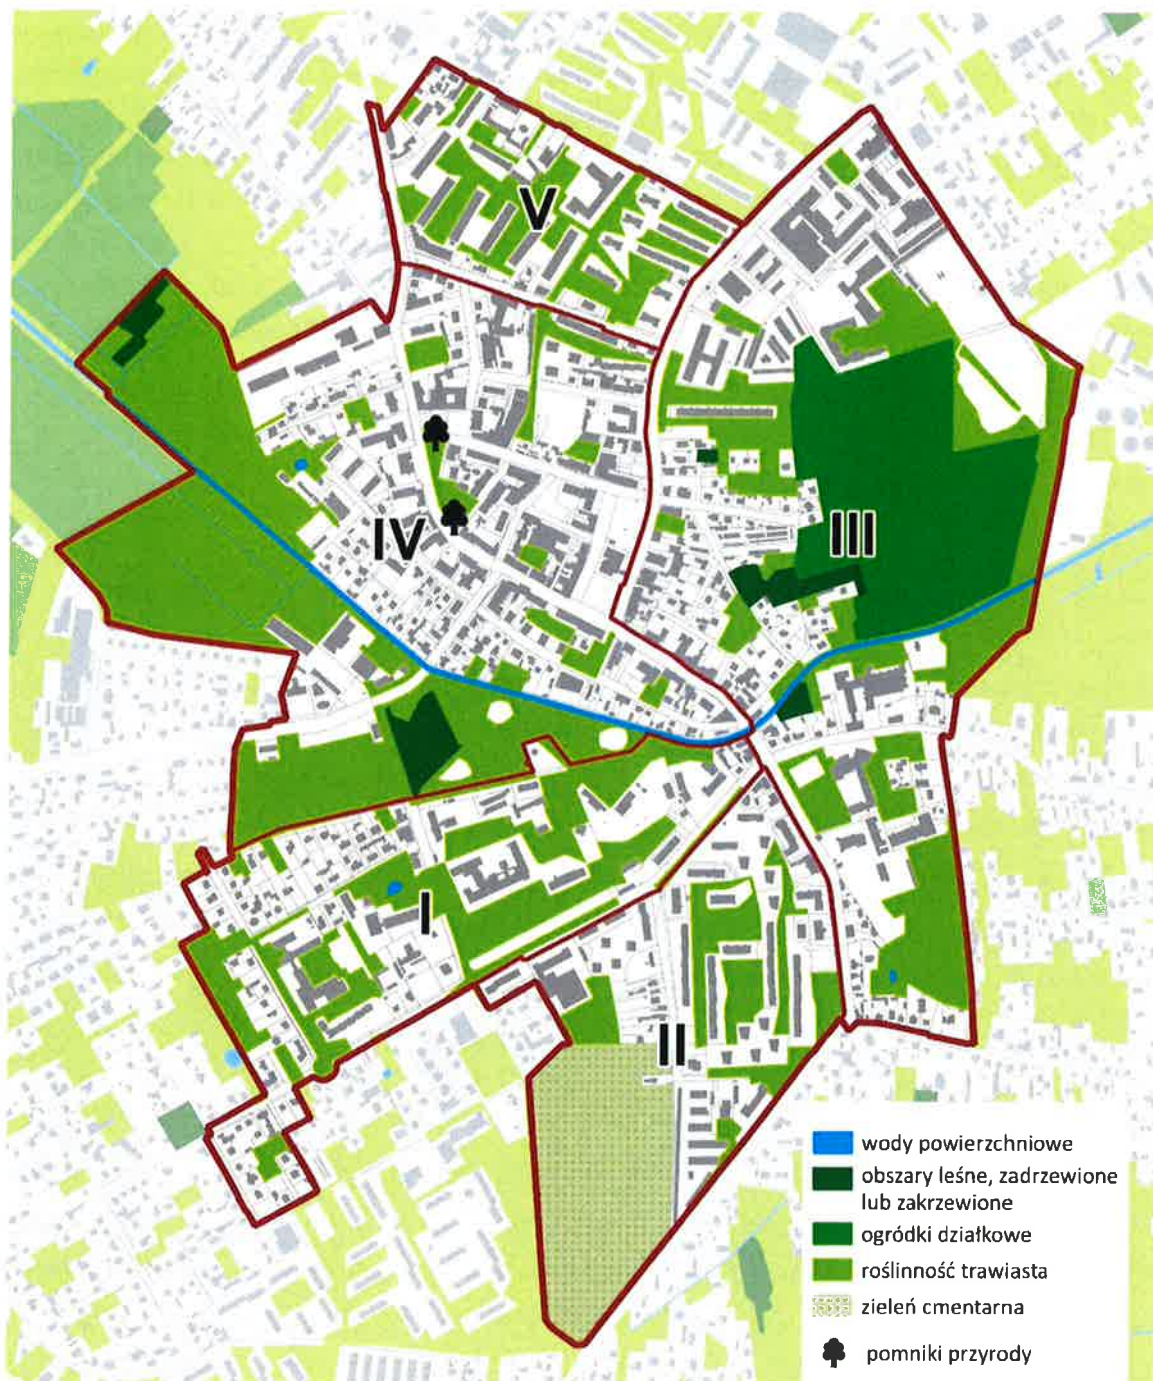 V
III
IV
I
II
wody powierzchniowe
obszary leśne, zadrzewione
lub zakrzewione
ogródki działkowe
roślinność trawiasta
zieleń cmentarna
pomniki przyrody